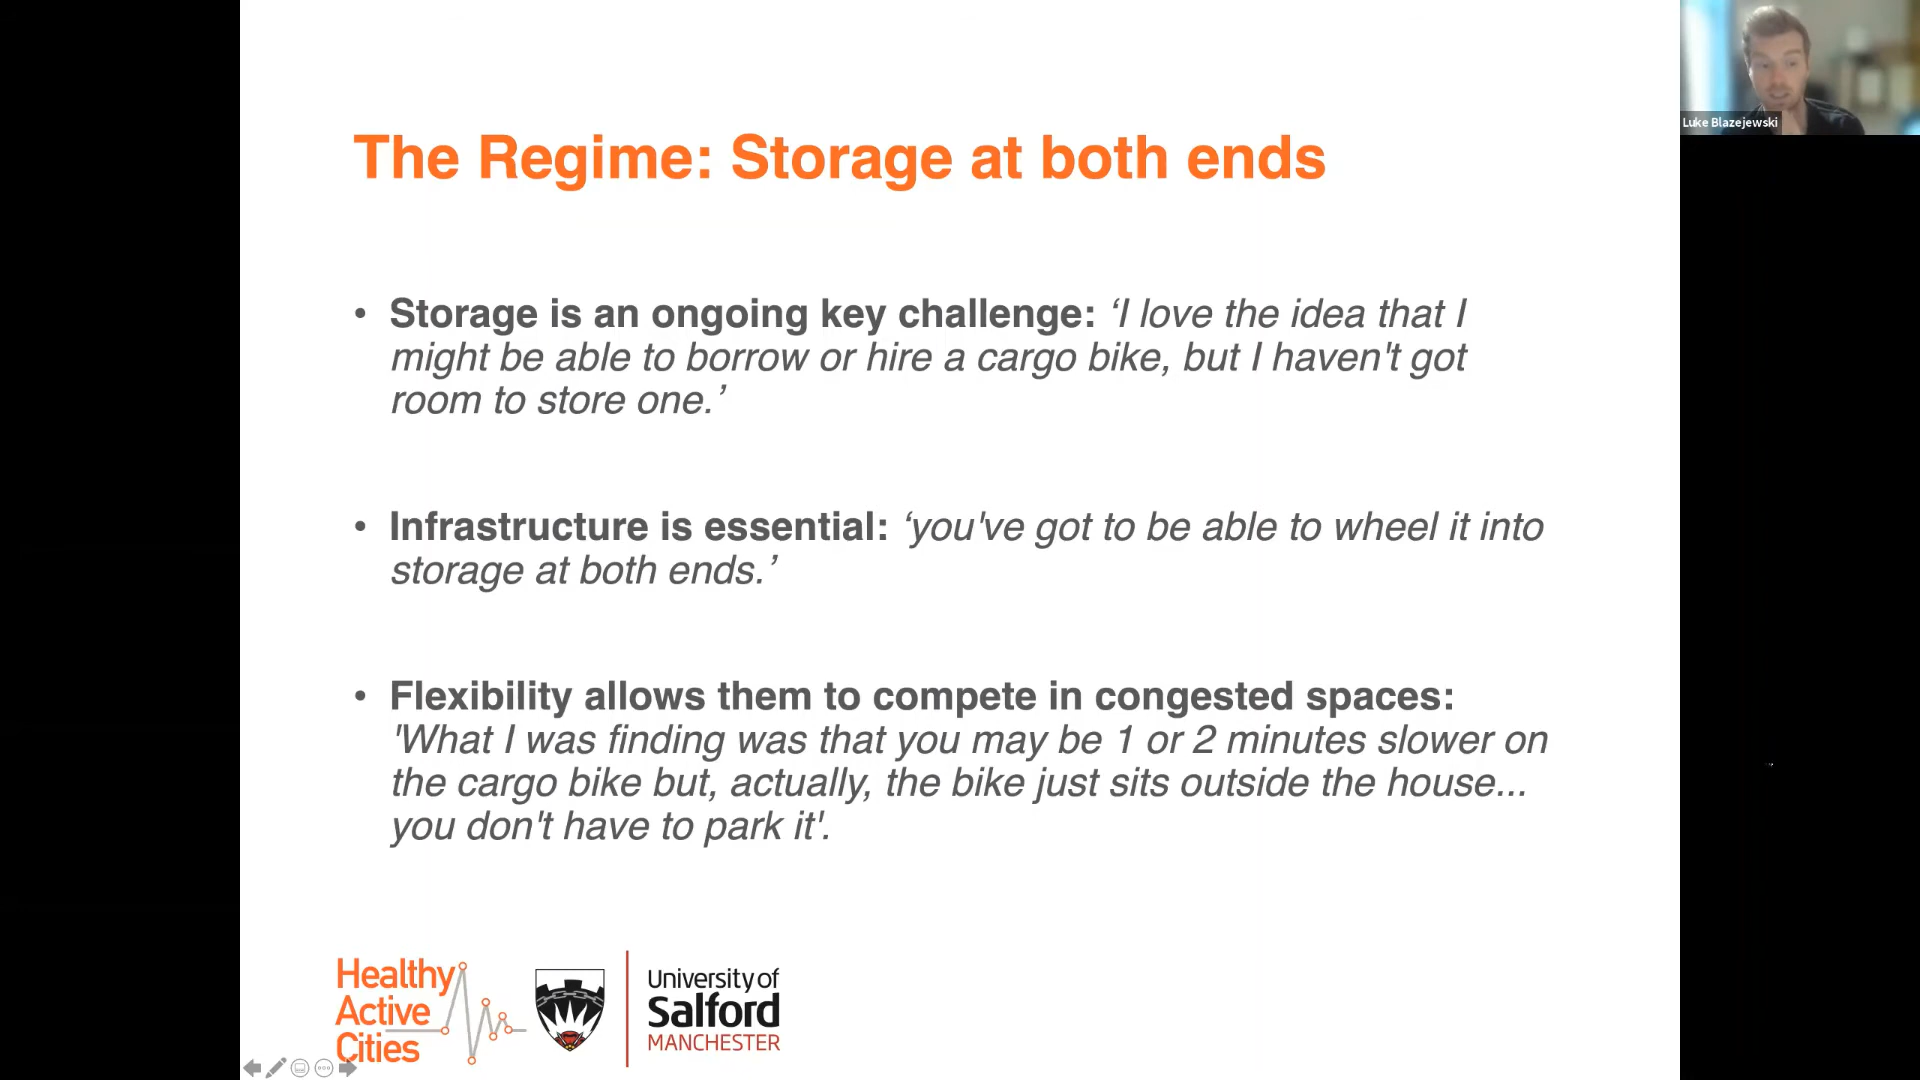 Luke Blazejewski
The Regime: Storage at both ends
• Storage is an ongoing key challenge: ‘I love the idea that I
might be able to borrow or hire a cargo bike, but I haven't got
room to store one.’
• Infrastructure is essential: ‘you've got to be able to wheel it into
storage at both ends.’
• Flexibility allows them to compete in congested spaces:
'What I was finding was that you may be 1 or 2 minutes slower on
the cargo bike but, actually, the bike just sits outside the house...
you don't have to park it'.
Healthy
Active
Cities
University of
Salford
MANCHESTER